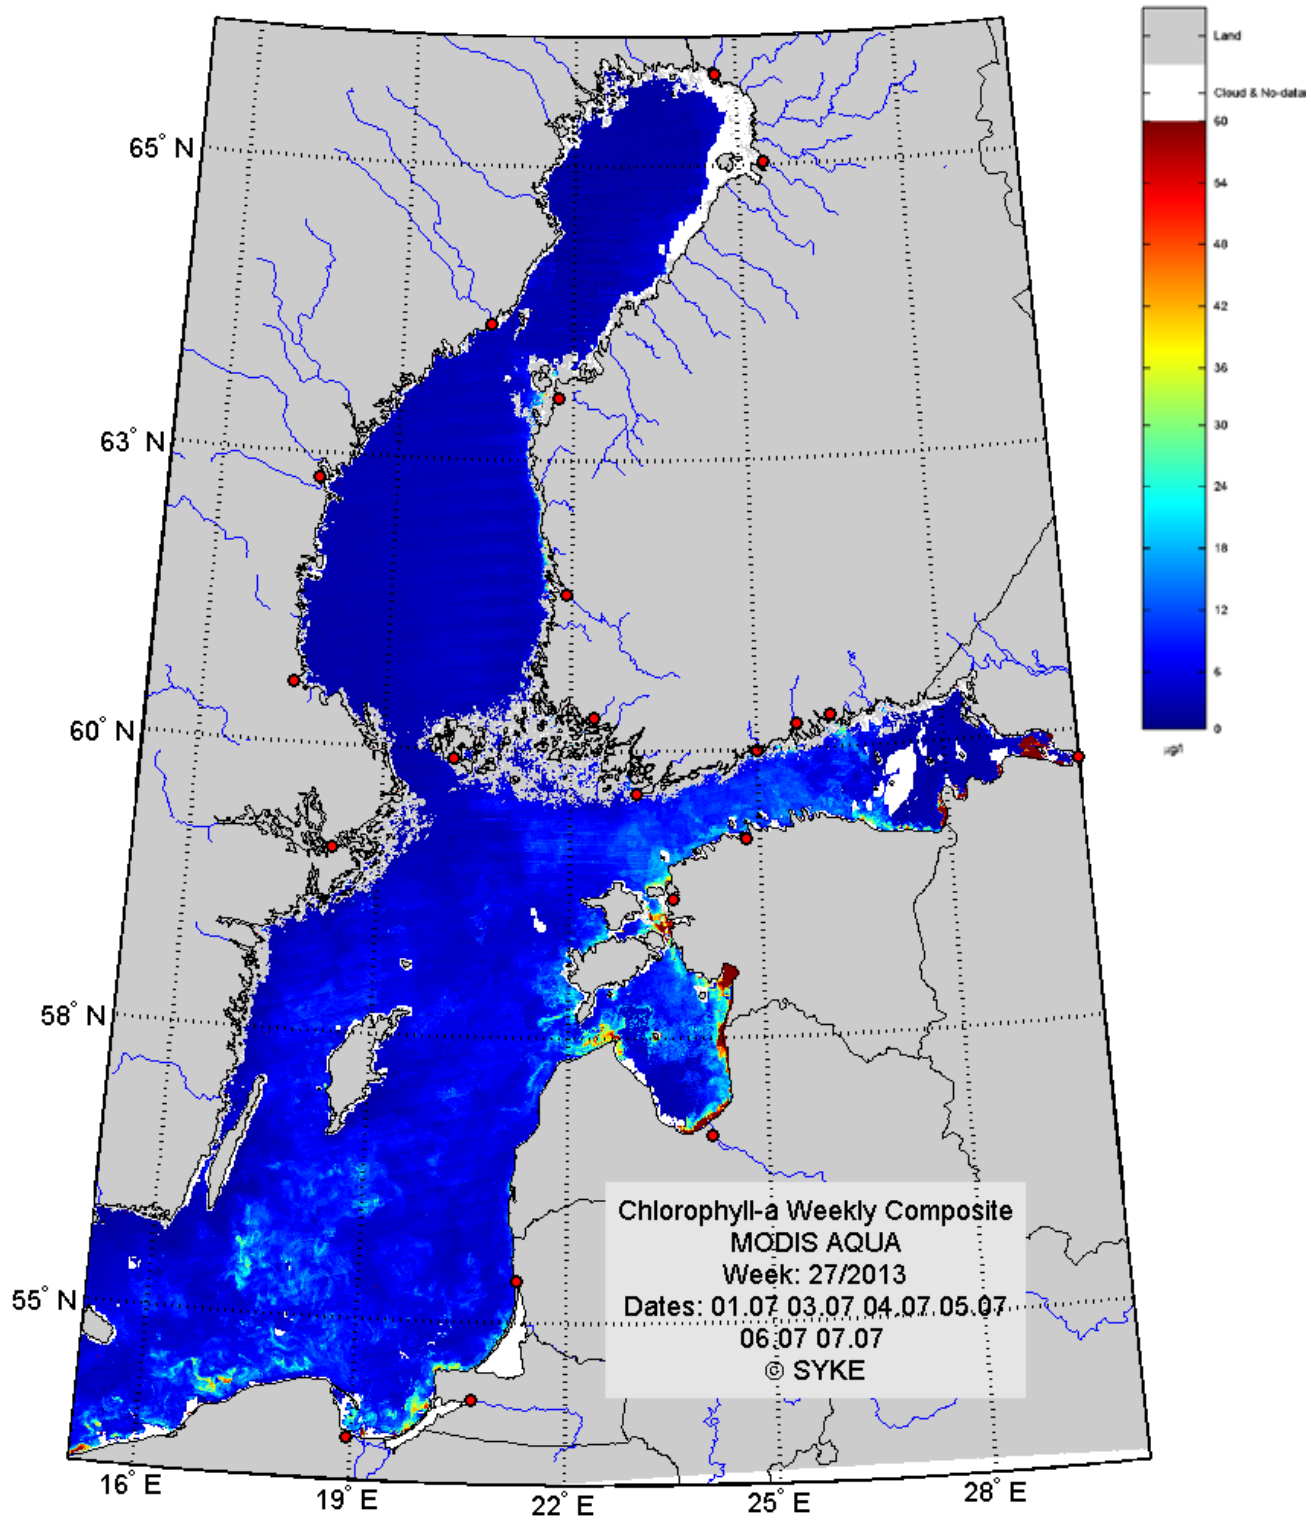 Land
Cloud & No-data
60
54
48
42
36
30
24
18
12
6
0
µg/l
65° N
63° N
60° N
58° N
55° N
16° E
19° E
22° E
25° E
28° E
Chlorophyll-a Weekly Composite
MODIS AQUA
Week: 27/2013
Dates: 01.07 03.07 04.07 05.07
06.07 07.07
© SYKE